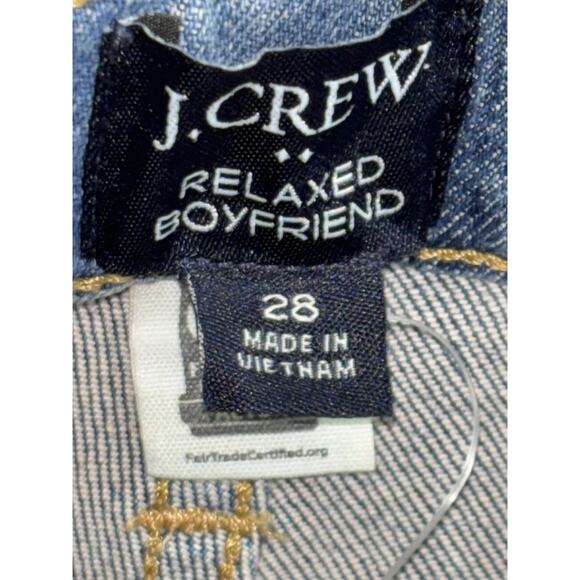 J.CREW
RELAXED
BOYFRIEND
28
MADE IN
VIETNAM
FairTradeCertified.org